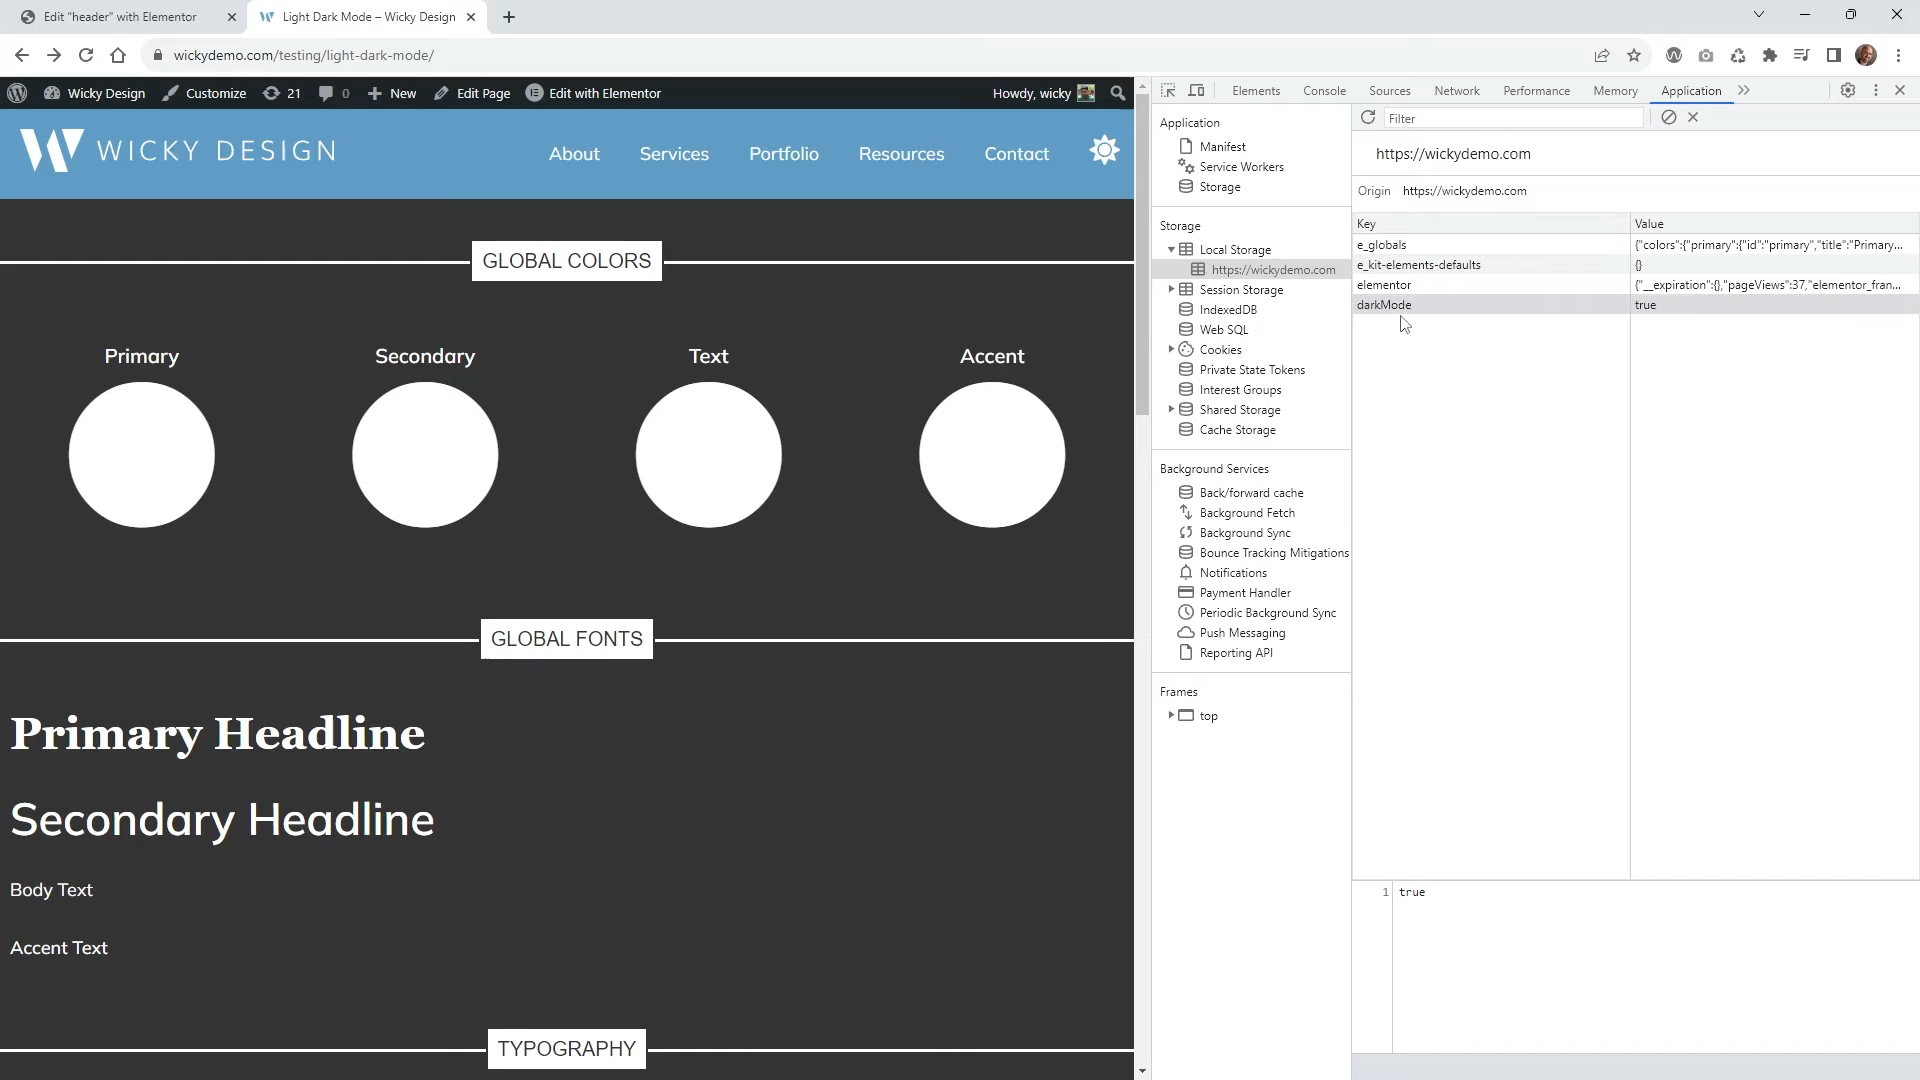 Edit "header" with Elementor
Light Dark Mode – Wicky Design
wickydemo.com/testing/light-dark-mode/
Wicky Design Customize 21 0 New Edit Page Edit with Elementor Howdy, wicky
WICKY DESIGN
About Services Portfolio Resources Contact
GLOBAL COLORS
Primary Secondary Text Accent
GLOBAL FONTS
Primary Headline
Secondary Headline
Body Text
Accent Text
TYPOGRAPHY
Elements Console Sources Network Performance Memory Application
Application
Manifest
Service Workers
Storage
Storage
Local Storage
https://wickydemo.com
Session Storage
IndexedDB
Web SQL
Cookies
Private State Tokens
Interest Groups
Shared Storage
Cache Storage
Background Services
Back/forward cache
Background Fetch
Background Sync
Bounce Tracking Mitigations
Notifications
Payment Handler
Periodic Background Sync
Push Messaging
Reporting API
Frames
top
Filter
https://wickydemo.com
Origin https://wickydemo.com
Key Value
e_globals {"colors":{"primary":{"id":"primary","title":"Primary...
e_kit-elements-defaults {}
elementor {"__expiration":{},"pageViews":37,"elementor_fran...
darkMode true
1 true